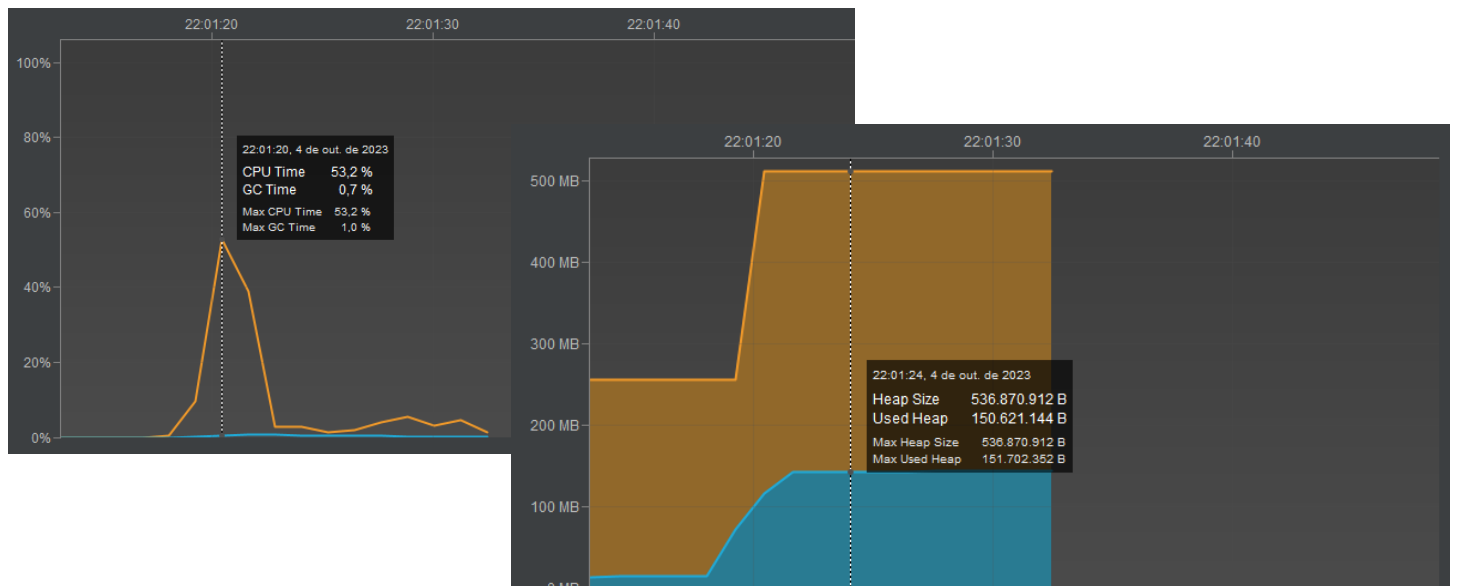 22:01:20 22:01:30 22:01:40
100%
80%
60%
40%
20%
0%
22:01:20, 4 de out. de 2023
CPU Time 53,2 %
GC Time 0,7 %
Max CPU Time 53,2 %
Max GC Time 1,0 %
22:01:20 22:01:30 22:01:40
500 MB
400 MB
300 MB
200 MB
100 MB
0 MB
22:01:24, 4 de out. de 2023
Heap Size 536.870.912 B
Used Heap 150.621.144 B
Max Heap Size 536.870.912 B
Max Used Heap 151.702.352 B